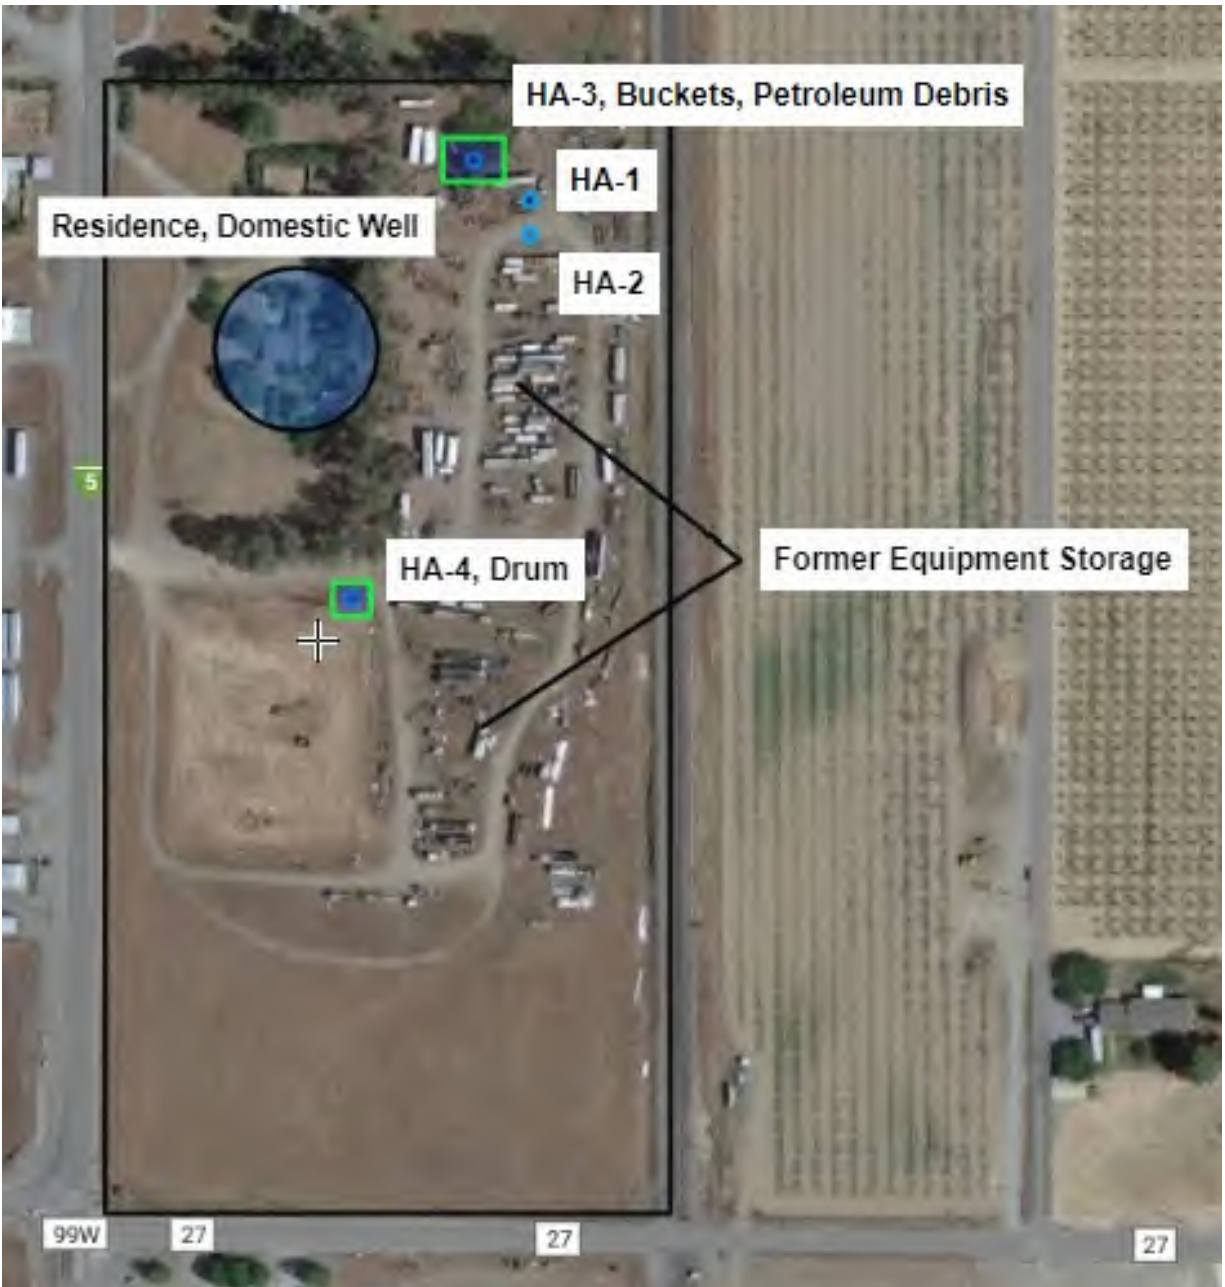 HA-3, Buckets, Petroleum Debris
HA-1
Residence, Domestic Well
HA-2
5
Former Equipment Storage
HA-4, Drum
99W
27
27
27